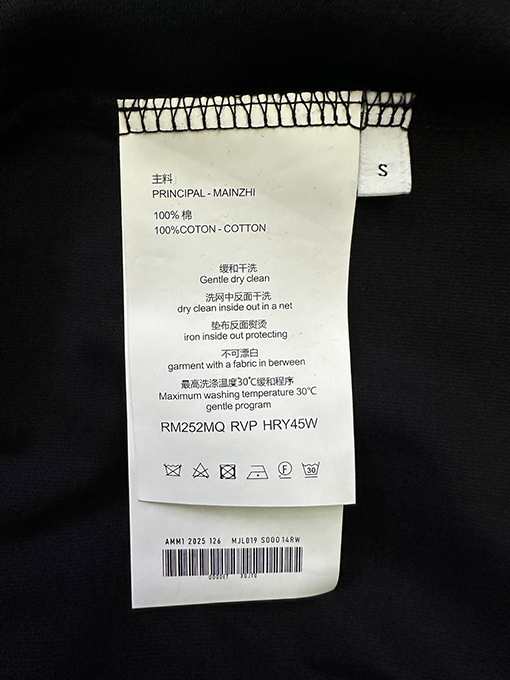 S
主料
PRINCIPAL - MAINZHI
100% 棉
100%COTON - COTTON
缓和干洗
Gentle dry clean
洗网中反面干洗
dry clean inside out in a net
垫布反面熨烫
iron inside out protecting
不可漂白
garment with a fabric in berween
最高洗涤温度30℃缓和程序
Maximum washing temperature 30℃
gentle program
RM252MQ RVP HRY45W
F
30
AMM1 2025 126 MJL019 S00014RW